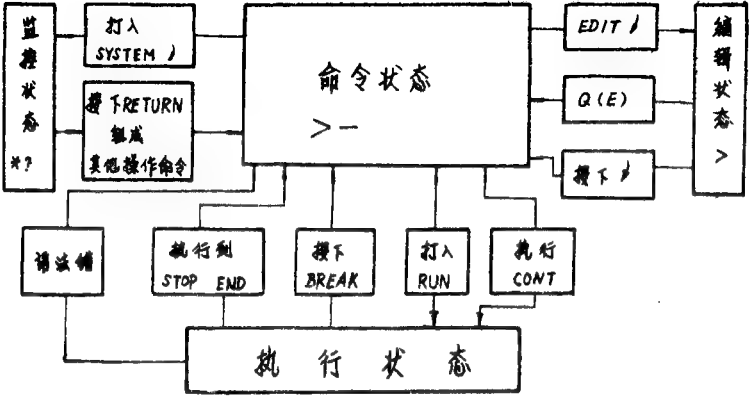 监控状态
*?
打入
SYSTEM ↓
按下RETURN
组成
其他操作命令
命令状态
>—
EDIT ↓
Q(E)
按下 ↓
编辑状态
>
语法错
执行到
STOP END
按下
BREAK
打入
RUN
执行
CONT
执行状态